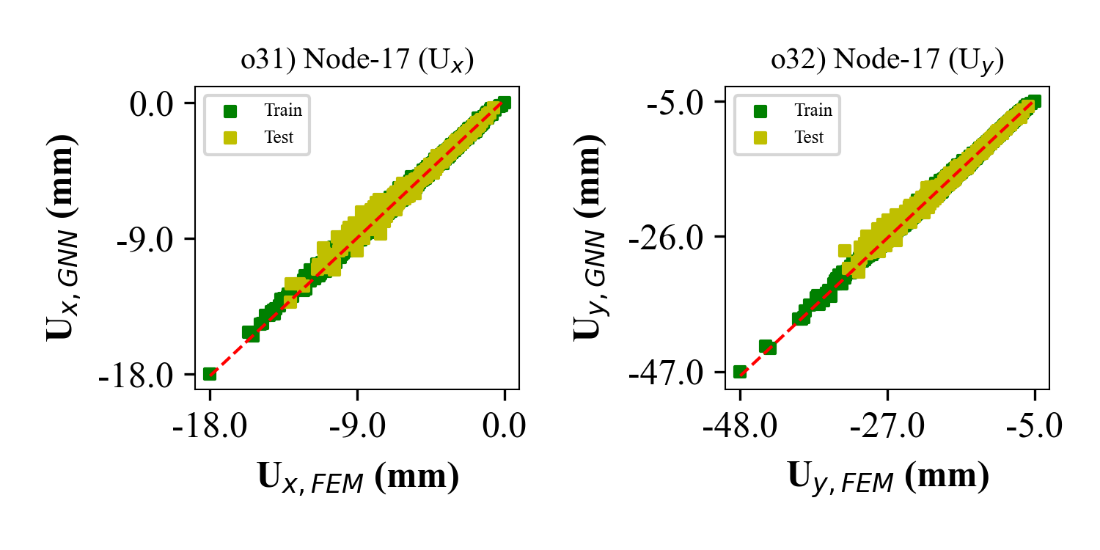 o31) Node-17 (Ux)
Train
Test
0.0
-9.0
-18.0
Ux, GNN (mm)
-18.0 -9.0 0.0
Ux, FEM (mm)
o32) Node-17 (Uy)
Train
Test
-5.0
-26.0
-47.0
Uy, GNN (mm)
-48.0 -27.0 -5.0
Uy, FEM (mm)